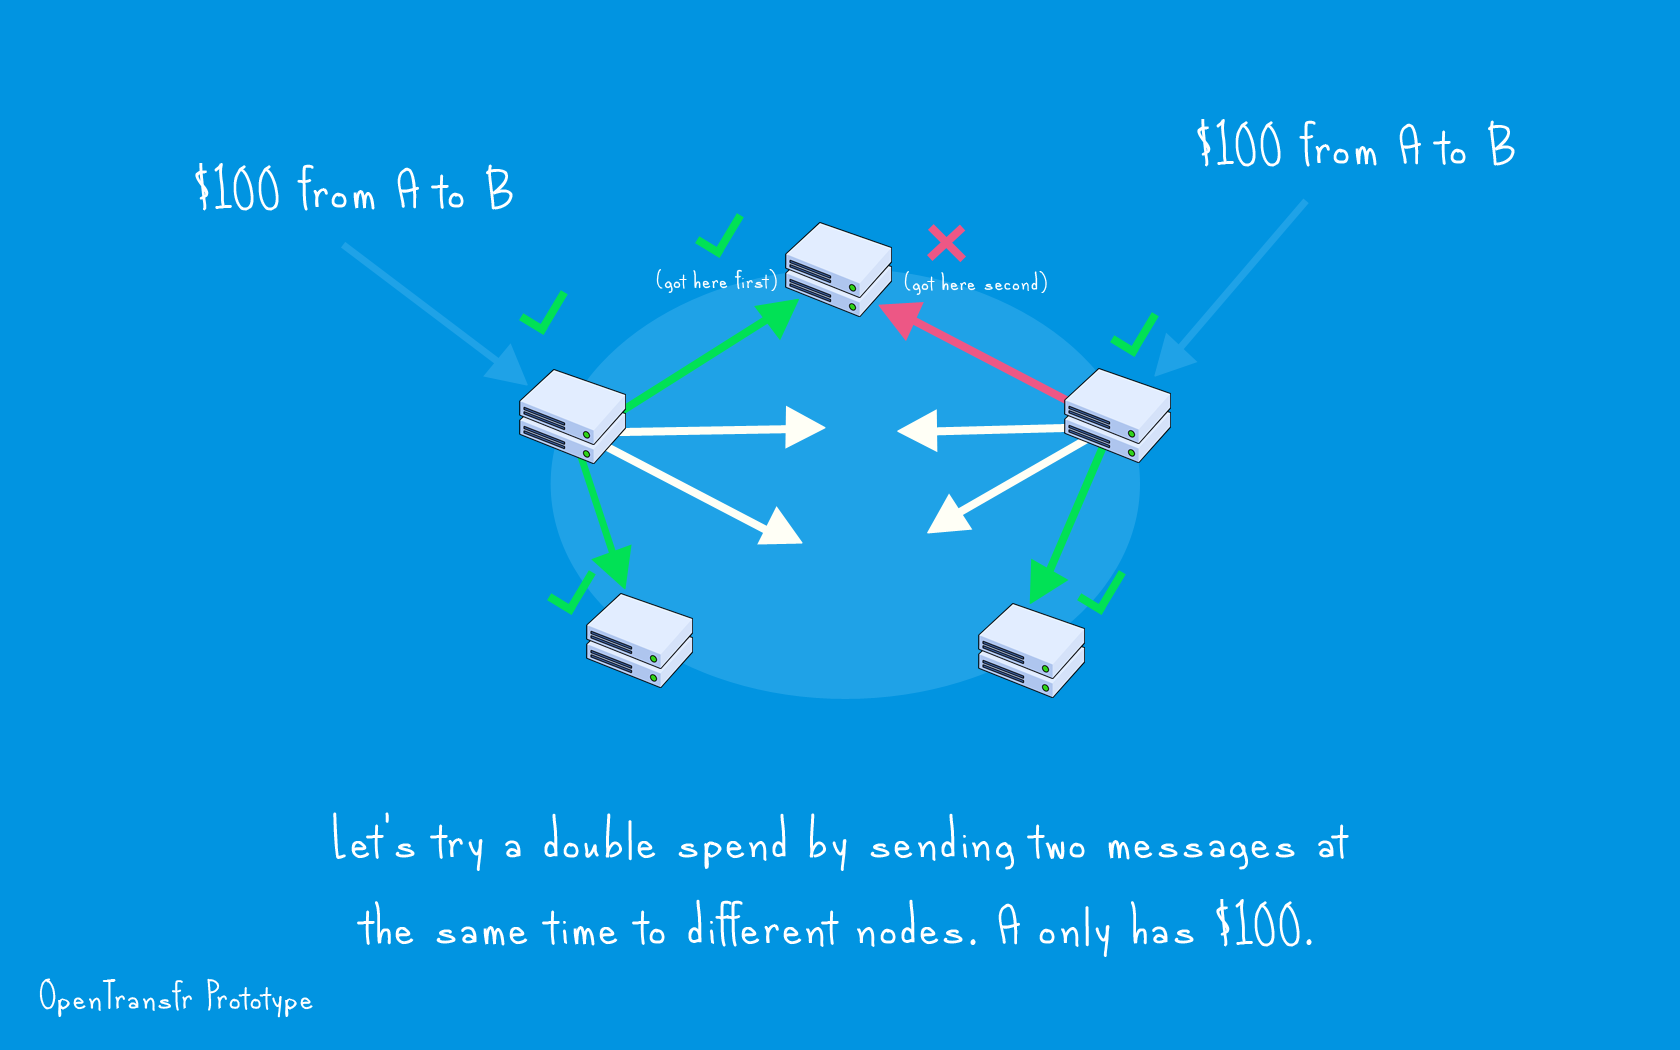 $100 from A to B
$100 from A to B
(got here first)
(got here second)
Let's try a double spend by sending two messages at
the same time to different nodes. A only has $100.
OpenTransfr Prototype